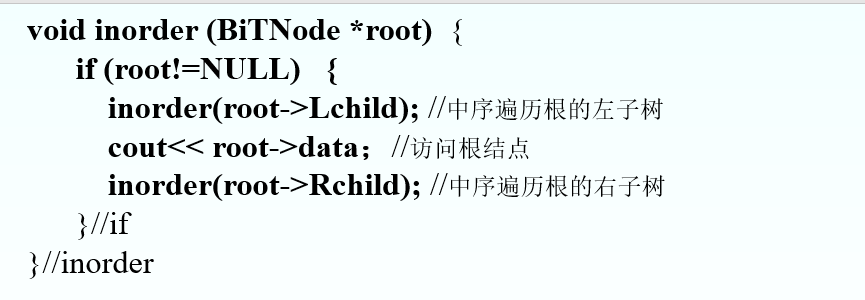 void inorder (BiTNode *root) {
if (root!=NULL) {
inorder(root->Lchild); //中序遍历根的左子树
cout<< root->data； //访问根结点
inorder(root->Rchild); //中序遍历根的右子树
}//if
}//inorder